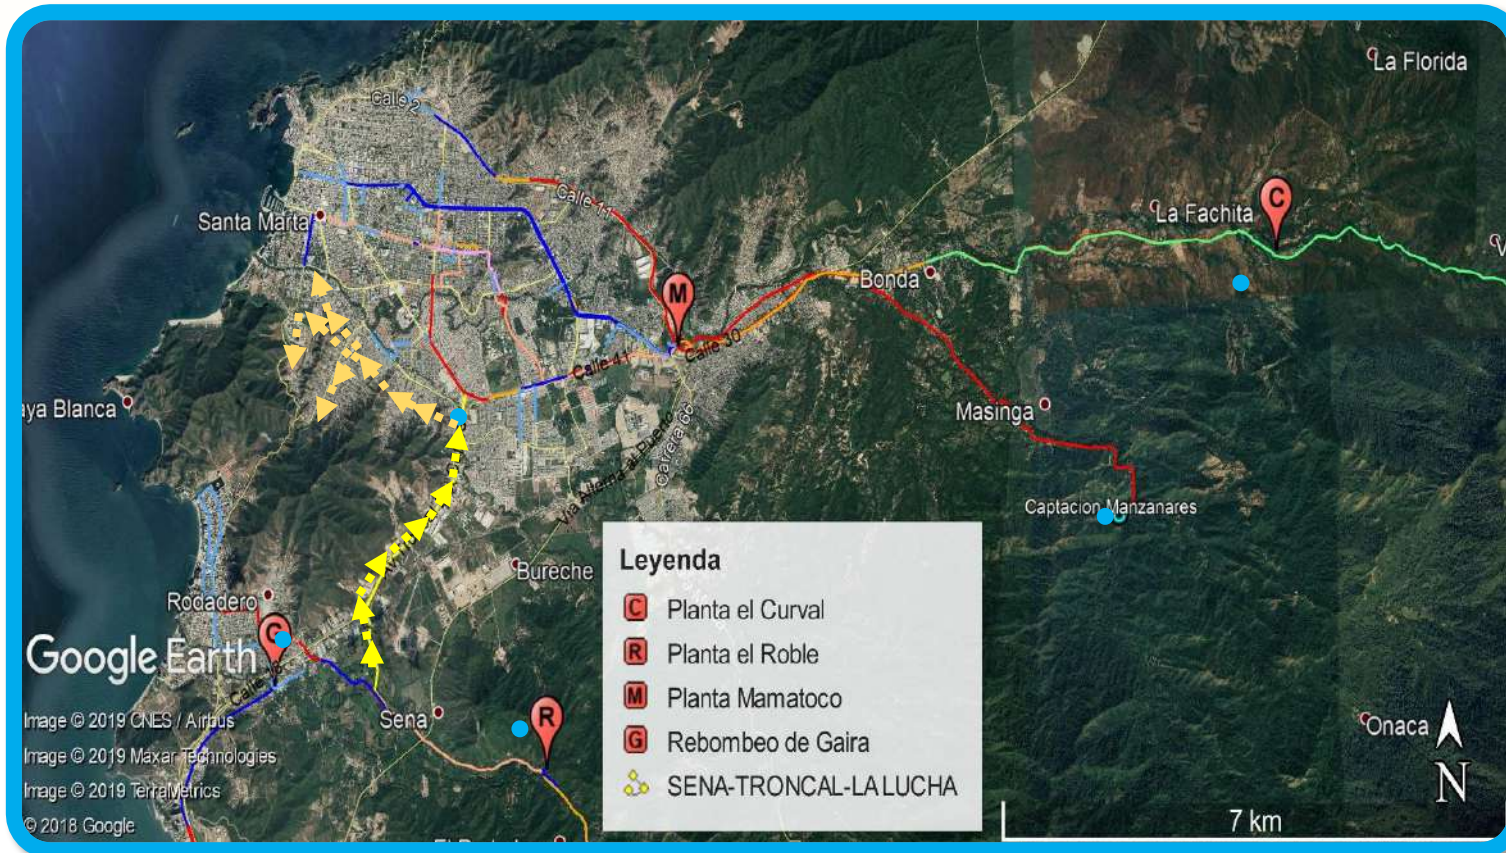 La Florida
Calle 2
C
Calle 11
La Fachita
Santa Marta
V
Bonda
M
Calle 30
Calle 41
Masinga
aya Blanca
Carrera 66
Via Alterna al Puerto
Captacion Manzanares
Leyenda
Bureche
C Planta el Curval
Rodadero
G
R Planta el Roble
Google Earth
M Planta Mamatoco
Sena
R
Onaca
Image © 2019 CNES / Airbus
G Rebombeo de Gaira
Image © 2019 Maxar Technologies
SENA-TRONCAL-LA LUCHA
Image © 2019 TerraMetrics
N
© 2018 Google
7 km